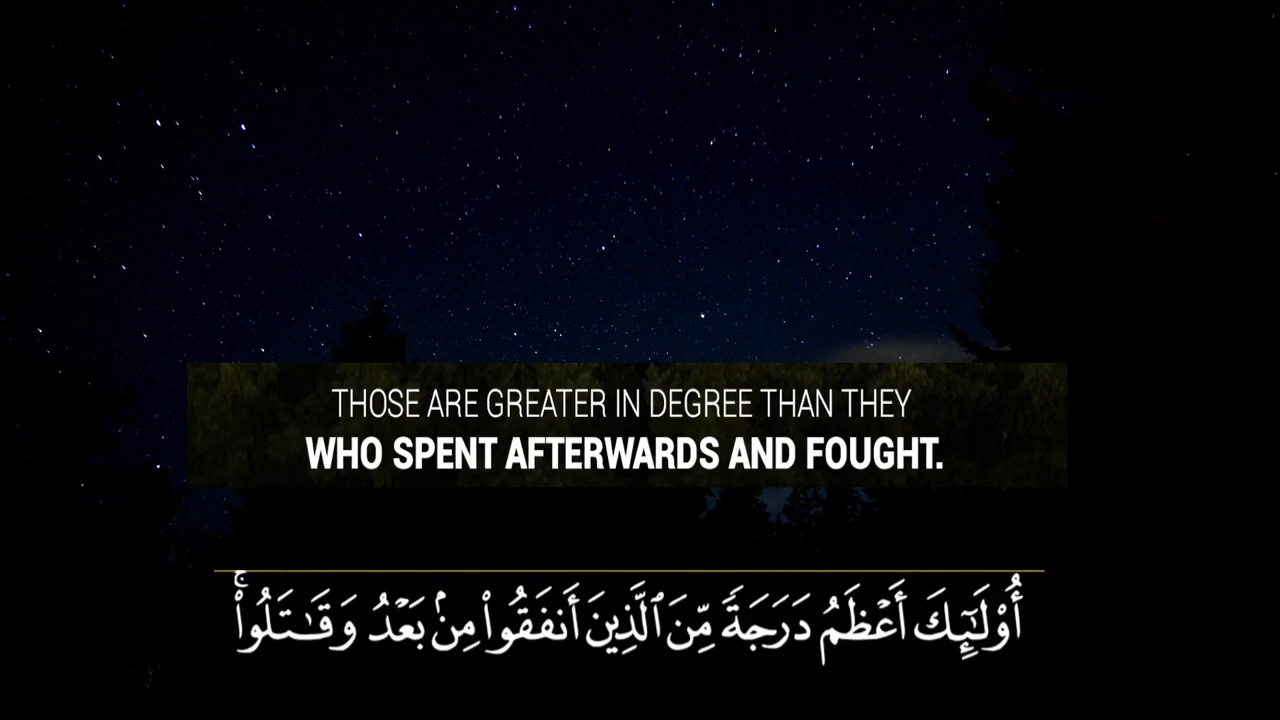 THOSE ARE GREATER IN DEGREE THAN THEY
WHO SPENT AFTERWARDS AND FOUGHT.
أُو۟لَـٰٓئِكَ أَعْظَمُ دَرَجَةً مِّنَ ٱلَّذِينَ أَنفَقُوا۟ مِنۢ بَعْدُ وَقَـٰتَلُوا۟ۚ